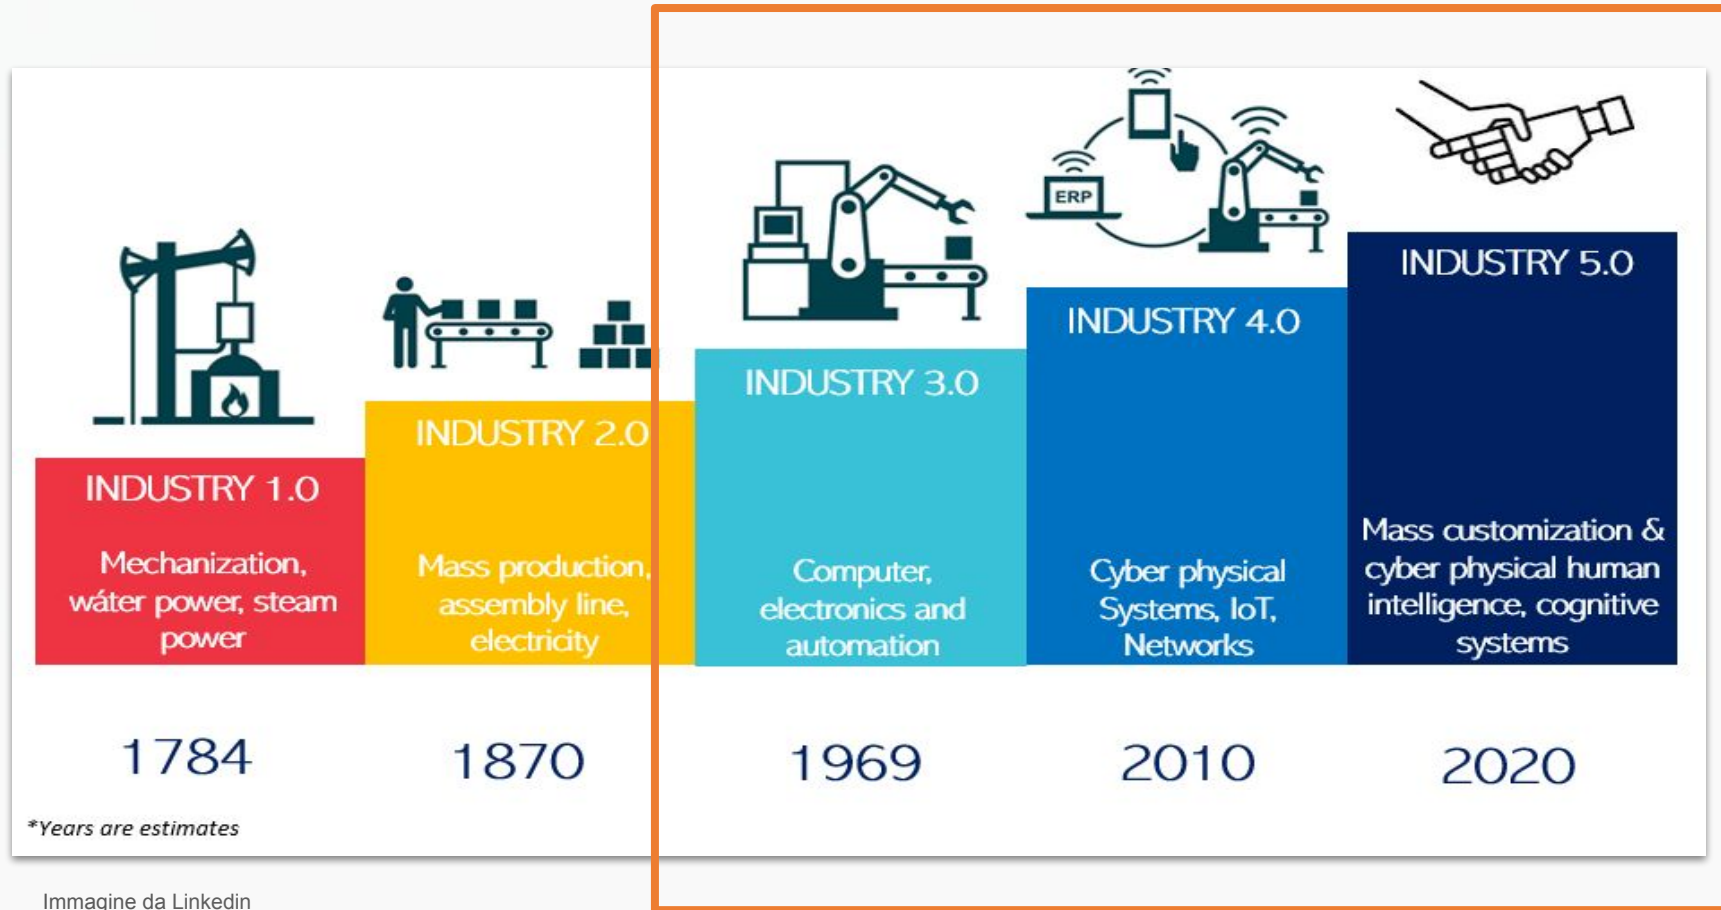 ERP
INDUSTRY 1.0
Mechanization,
wáter power, steam
power
INDUSTRY 2.0
Mass production,
assembly line,
electricity
INDUSTRY 3.0
Computer,
electronics and
automation
INDUSTRY 4.0
Cyber physical
Systems, IoT,
Networks
INDUSTRY 5.0
Mass customization &
cyber physical human
intelligence, cognitive
systems
1784
1870
1969
2010
2020
*Years are estimates
Immagine da Linkedin